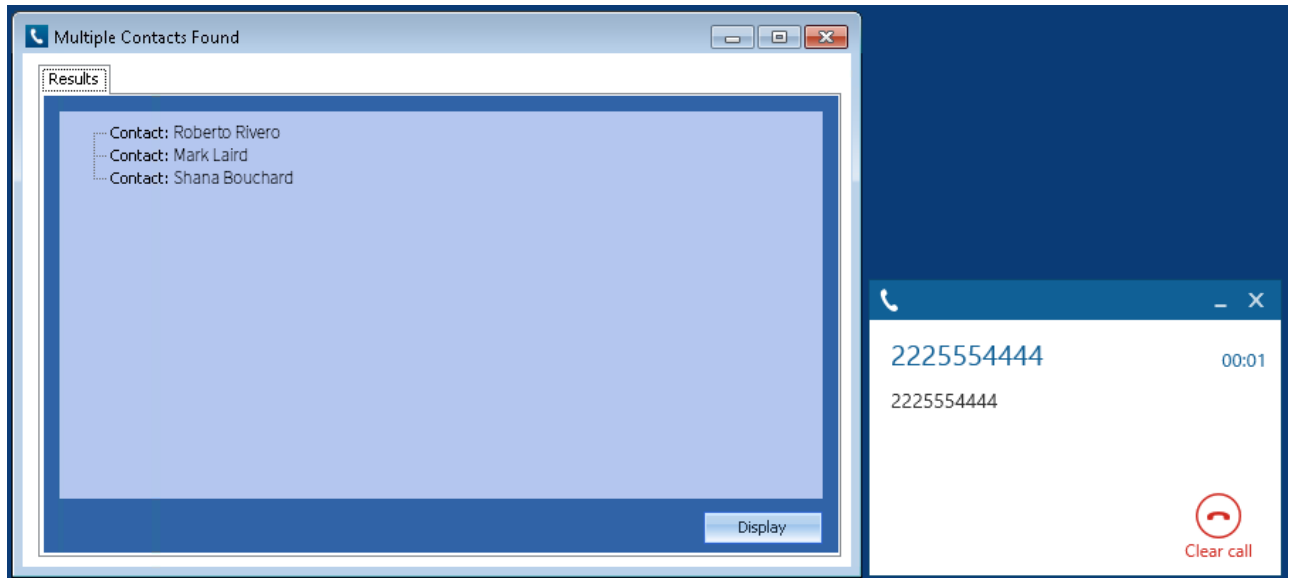 Multiple Contacts Found
Results
Contact: Roberto Rivero
Contact: Mark Laird
Contact: Shana Bouchard
Display
2225554444 00:01
2225554444
Clear call